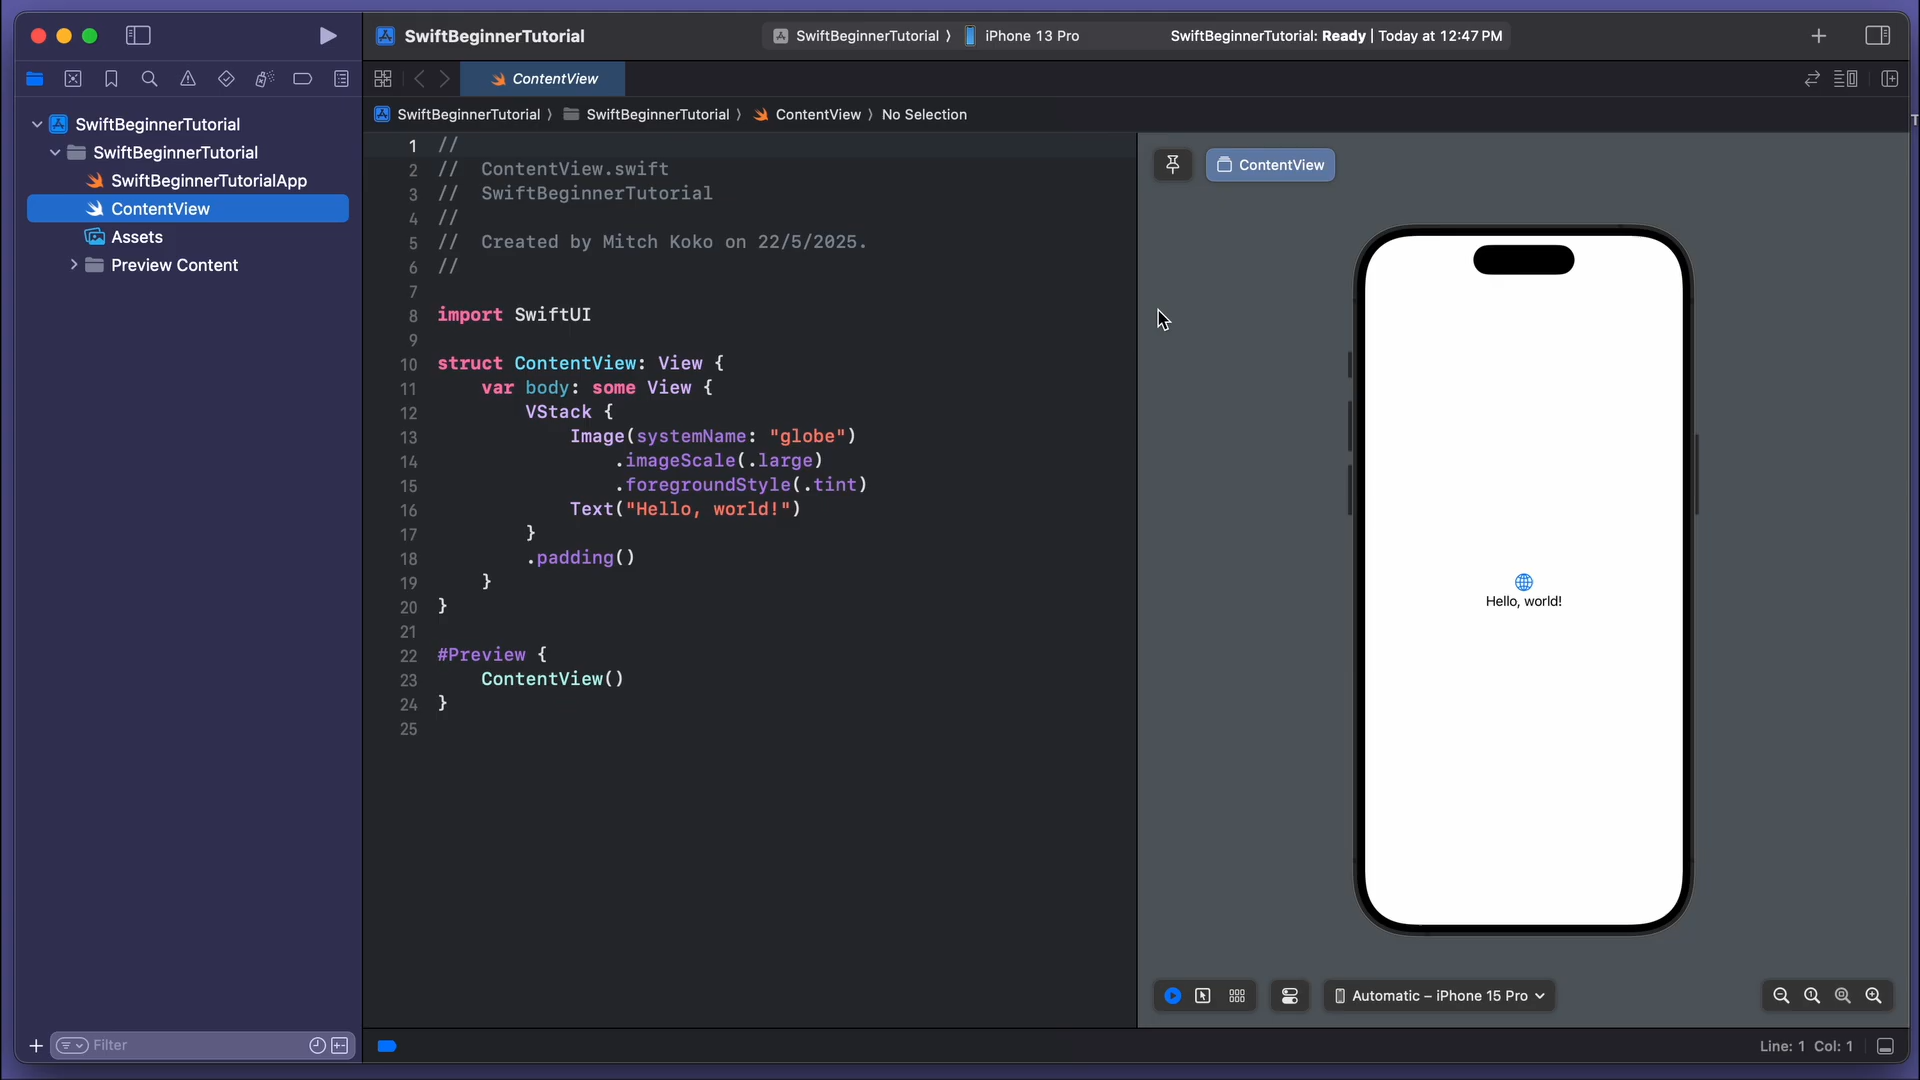 SwiftBeginnerTutorial
SwiftBeginnerTutorial ⟩ iPhone 13 Pro
SwiftBeginnerTutorial: Ready | Today at 12:47 PM
ContentView
SwiftBeginnerTutorial ⟩ SwiftBeginnerTutorial ⟩ ContentView ⟩ No Selection
SwiftBeginnerTutorial
SwiftBeginnerTutorial
SwiftBeginnerTutorialApp
ContentView
Assets
Preview Content
1 //
2 //  ContentView.swift
3 //  SwiftBeginnerTutorial
4 //
5 //  Created by Mitch Koko on 22/5/2025.
6 //
7
8 import SwiftUI
9
10 struct ContentView: View {
11     var body: some View {
12         VStack {
13             Image(systemName: "globe")
14                 .imageScale(.large)
15                 .foregroundStyle(.tint)
16             Text("Hello, world!")
17         }
18         .padding()
19     }
20 }
21
22 #Preview {
23     ContentView()
24 }
25
ContentView
Hello, world!
Automatic – iPhone 15 Pro
Filter
Line: 1 Col: 1
T